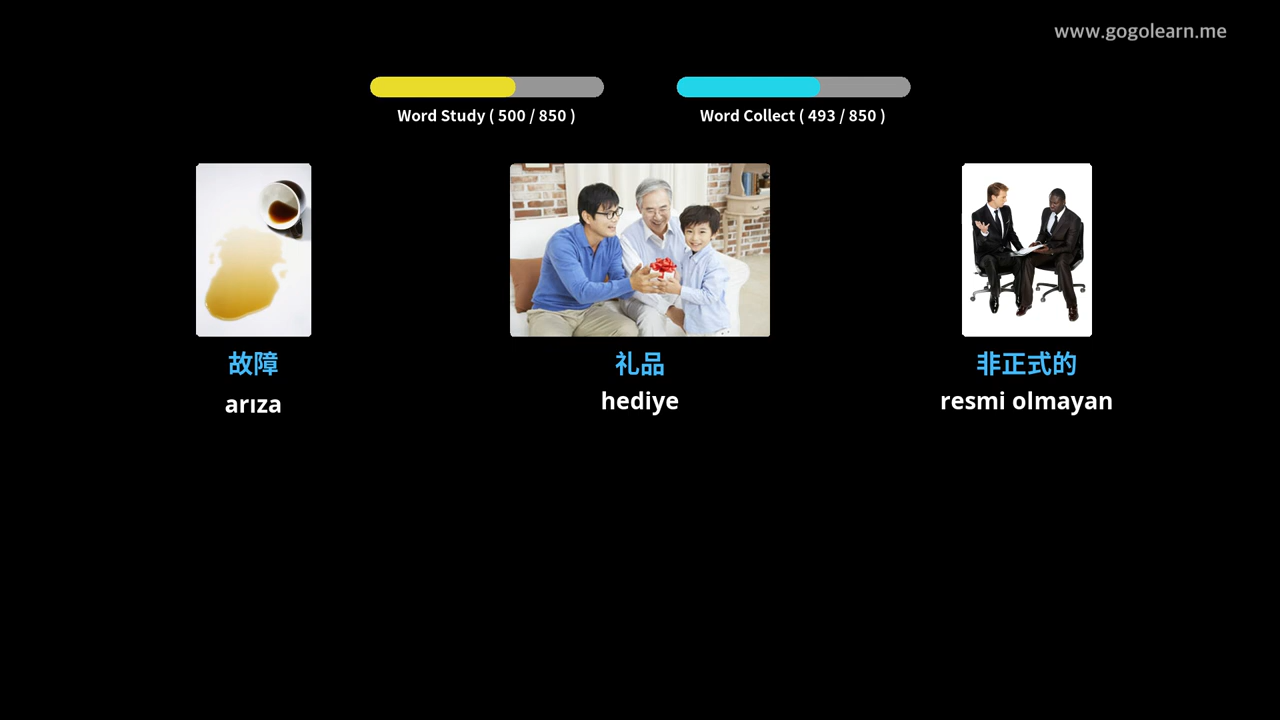 www.gogolearn.me
Word Study ( 500 / 850 )
Word Collect ( 493 / 850 )
故障
礼品
非正式的
arıza
hediye
resmi olmayan